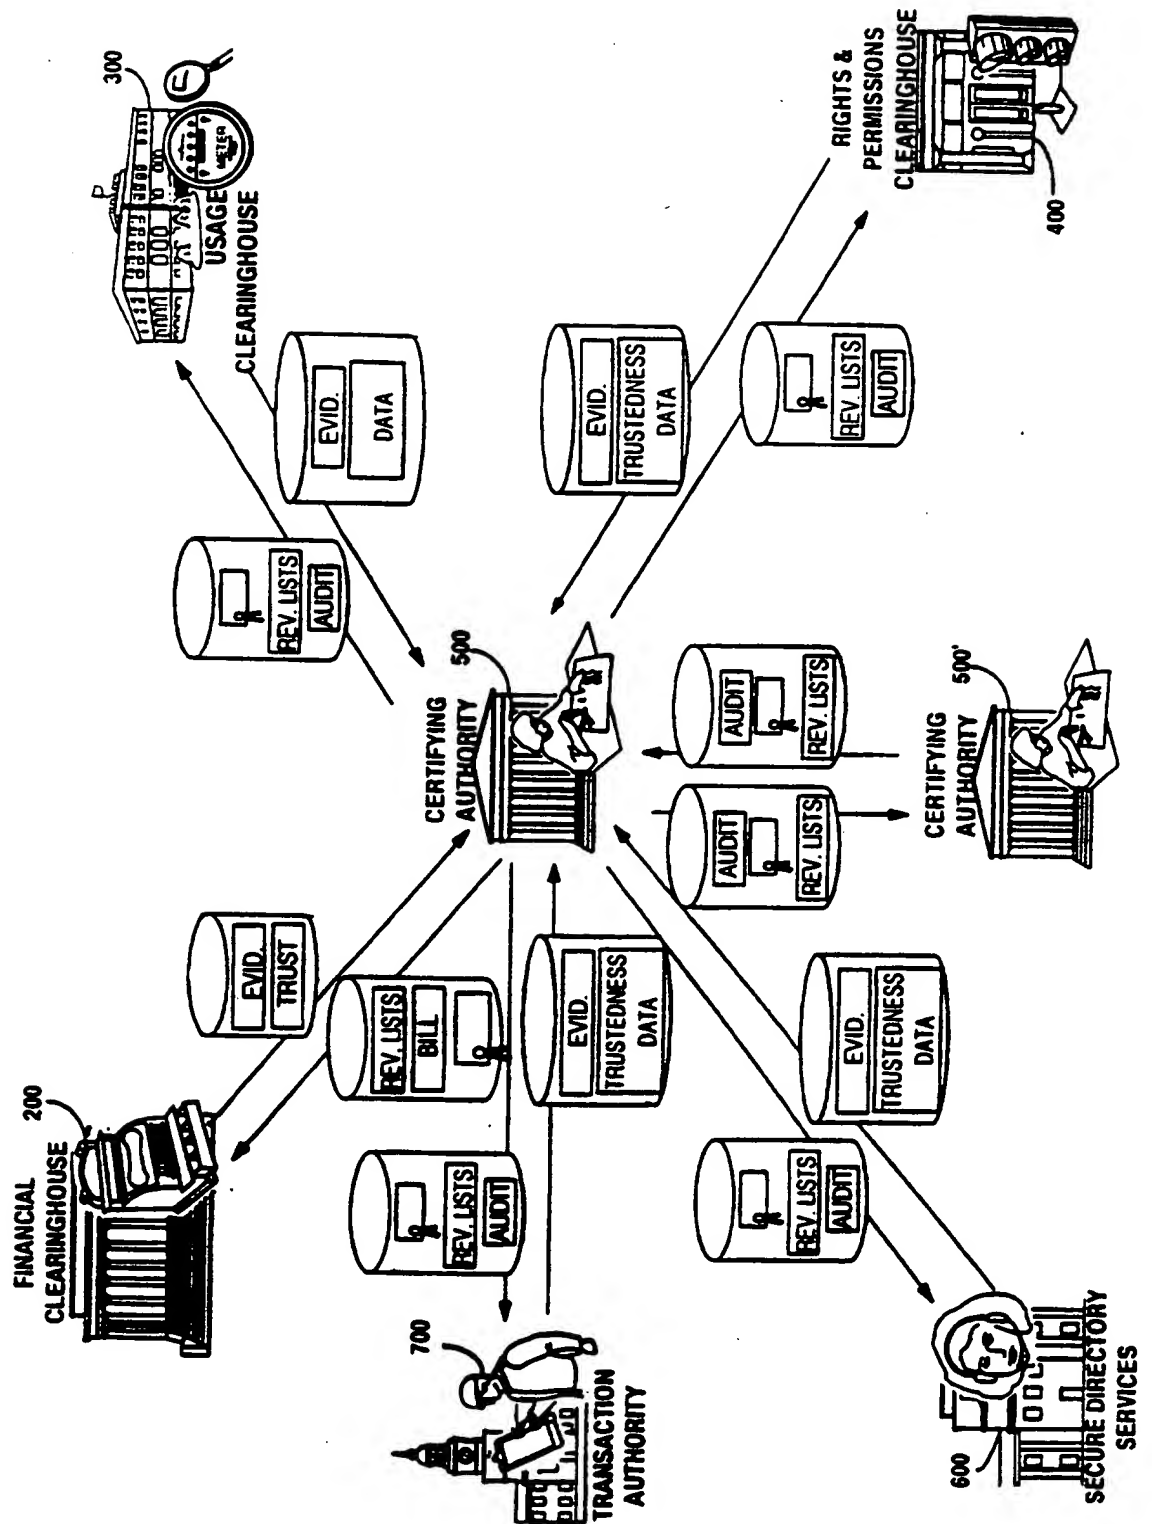 FINANCIAL
CLEARINGHOUSE
200
EVID.
TRUST
REV. LISTS
BILL
REV. LISTS
AUDIT
300
METER
USAGE
CLEARINGHOUSE
EVID.
DATA
TRANSACTION
AUTHORITY
700
REV. LISTS
AUDIT
EVID.
TRUSTEDNESS
DATA
CERTIFYING
AUTHORITY
500
EVID.
TRUSTEDNESS
DATA
REV. LISTS
AUDIT
RIGHTS &
PERMISSIONS
CLEARINGHOUSE
400
AUDIT
REV. LISTS
AUDIT
REV. LISTS
SECURE DIRECTORY
SERVICES
600
REV. LISTS
AUDIT
EVID.
TRUSTEDNESS
DATA
CERTIFYING
AUTHORITY
500'